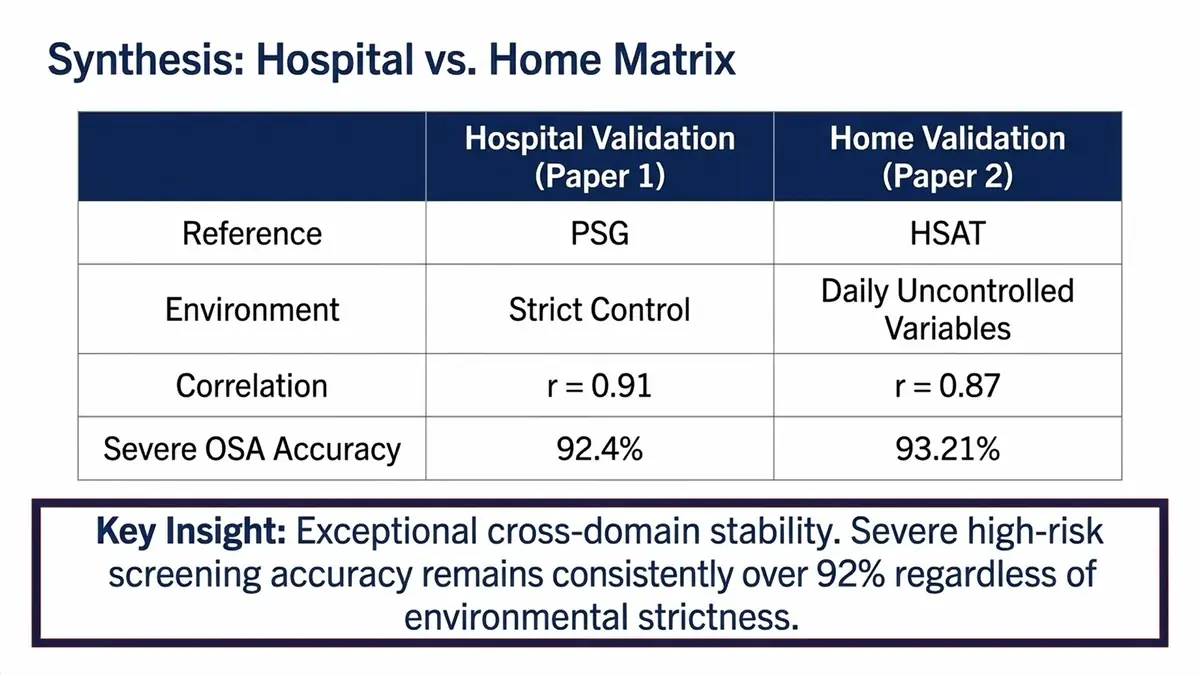 Synthesis: Hospital vs. Home Matrix
Hospital Validation (Paper 1)
Home Validation (Paper 2)
Reference
PSG
HSAT
Environment
Strict Control
Daily Uncontrolled Variables
Correlation
r = 0.91
r = 0.87
Severe OSA Accuracy
92.4%
93.21%
Key Insight: Exceptional cross-domain stability. Severe high-risk
screening accuracy remains consistently over 92% regardless of
environmental strictness.